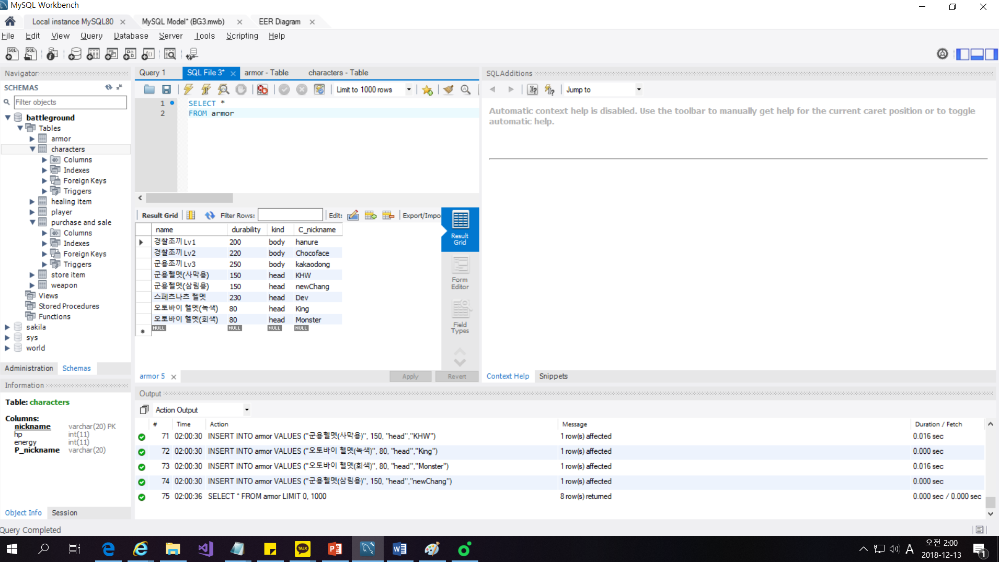 MySQL Workbench
Local instance MySQL80
MySQL Model* (BG3.mwb)
EER Diagram
File Edit View Query Database Server Tools Scripting Help
Navigator
SCHEMAS
Filter objects
battleground
Tables
armor
characters
Columns
Indexes
Foreign Keys
Triggers
healing item
player
purchase and sale
Columns
Indexes
Foreign Keys
Triggers
store item
weapon
Views
Stored Procedures
Functions
sakila
sys
world
Administration Schemas
Information
Table: characters
Columns:
nickname varchar(20) PK
hp int(11)
energy int(11)
P_nickname varchar(20)
Object Info Session
Query Completed
Query 1 SQL File 3* armor - Table characters - Table
Limit to 1000 rows
1 SELECT *
2 FROM armor
Result Grid Filter Rows: Edit: Export/Impo
name durability kind C_nickname
경찰조끼 Lv1 200 body hanure
경찰조끼 Lv2 220 body Chocoface
군용조끼 Lv3 250 body kakaodong
군용헬멧(사막용) 150 head KHW
군용헬멧(삼림용) 150 head newChang
스페츠나츠 헬멧 230 head Dev
오토바이 헬멧(녹색) 80 head King
오토바이 헬멧(회색) 80 head Monster
NULL NULL NULL NULL
Result Grid
Form Editor
Field Types
armor 5
Apply Revert
SQLAdditions
Jump to
Automatic context help is disabled. Use the toolbar to manually get help for the current caret position or to toggle
automatic help.
Context Help Snippets
Output
Action Output
# Time Action Message Duration / Fetch
71 02:00:30 INSERT INTO armor VALUES ("군용헬멧(사막용)", 150, "head","KHW") 1 row(s) affected 0.016 sec
72 02:00:30 INSERT INTO armor VALUES ("오토바이 헬멧(녹색)", 80, "head","King") 1 row(s) affected 0.000 sec
73 02:00:30 INSERT INTO armor VALUES ("오토바이 헬멧(회색)", 80, "head","Monster") 1 row(s) affected 0.016 sec
74 02:00:30 INSERT INTO armor VALUES ("군용헬멧(삼림용)", 150, "head","newChang") 1 row(s) affected 0.000 sec
75 02:00:36 SELECT * FROM armor LIMIT 0, 1000 8 row(s) returned 0.000 sec / 0.000 sec
TALK
A
오전 2:00
2018-12-13
1